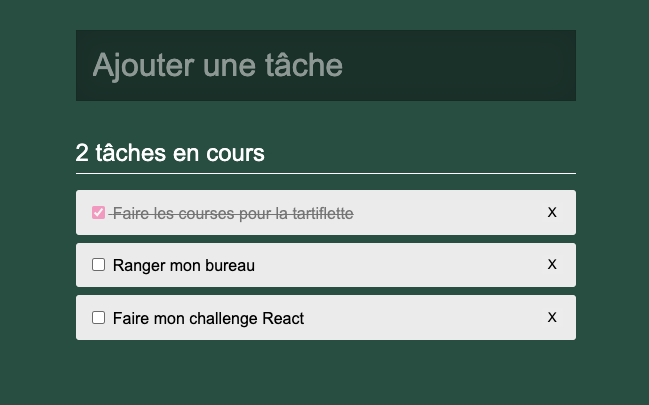 Ajouter une tâche
2 tâches en cours
Faire les courses pour la tartiflette X
Ranger mon bureau X
Faire mon challenge React X